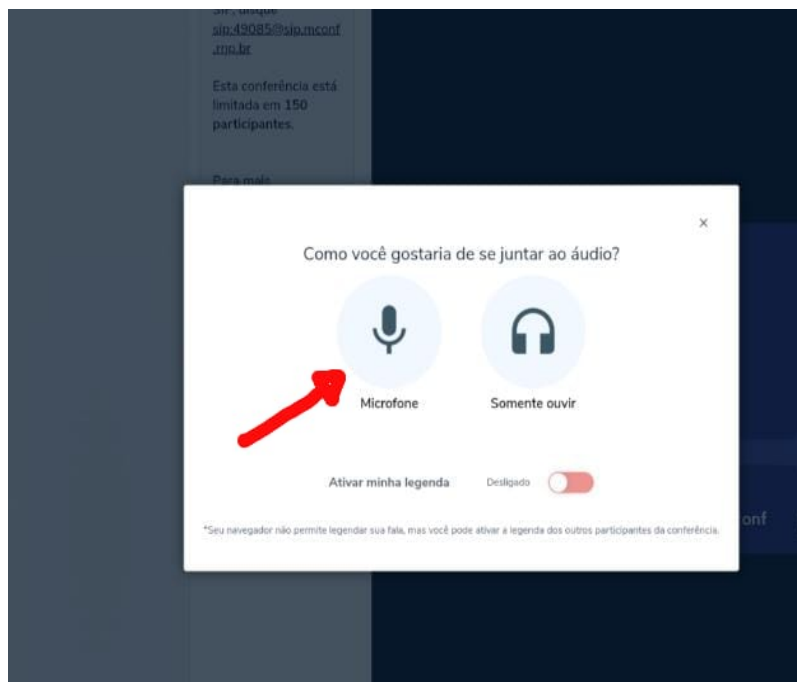 SIP, disque
sip:49085@sip.mconf
.rnp.br
Esta conferência está
limitada em 150
participantes.
Para mais
×
Como você gostaria de se juntar ao áudio?
Microfone
Somente ouvir
Ativar minha legenda
Desligado
*Seu navegador não permite legendar sua fala, mas você pode ativar a legenda dos outros participantes da conferência.
onf